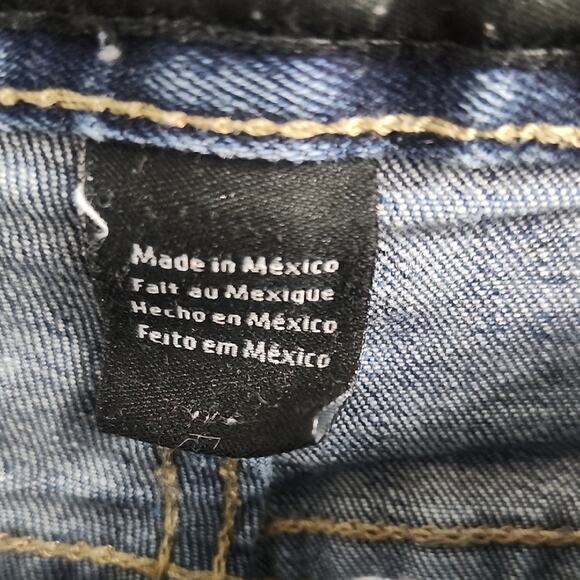 Made in México
Fait au Mexique
Hecho en México
Feito em México